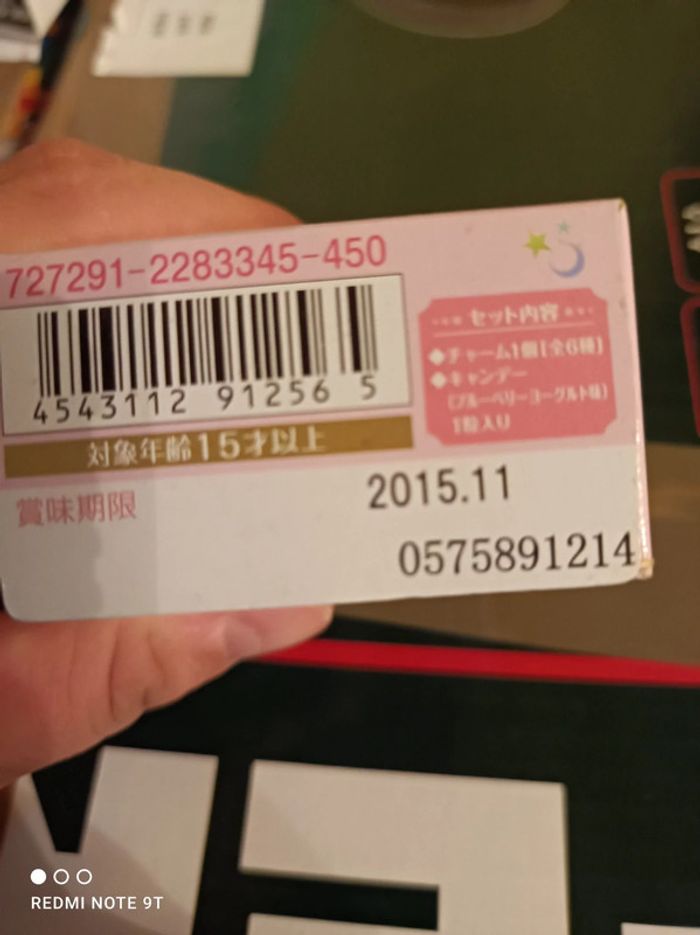 727291-2283345-450
4543112 91256 5
対象年齢15才以上
セット内容
◆チャーム1個[全6種]
◆キャンデー
(ブルーベリーヨーグルト味)
1粒入り
賞味期限
2015.11
0575891214
REDMI NOTE 9T